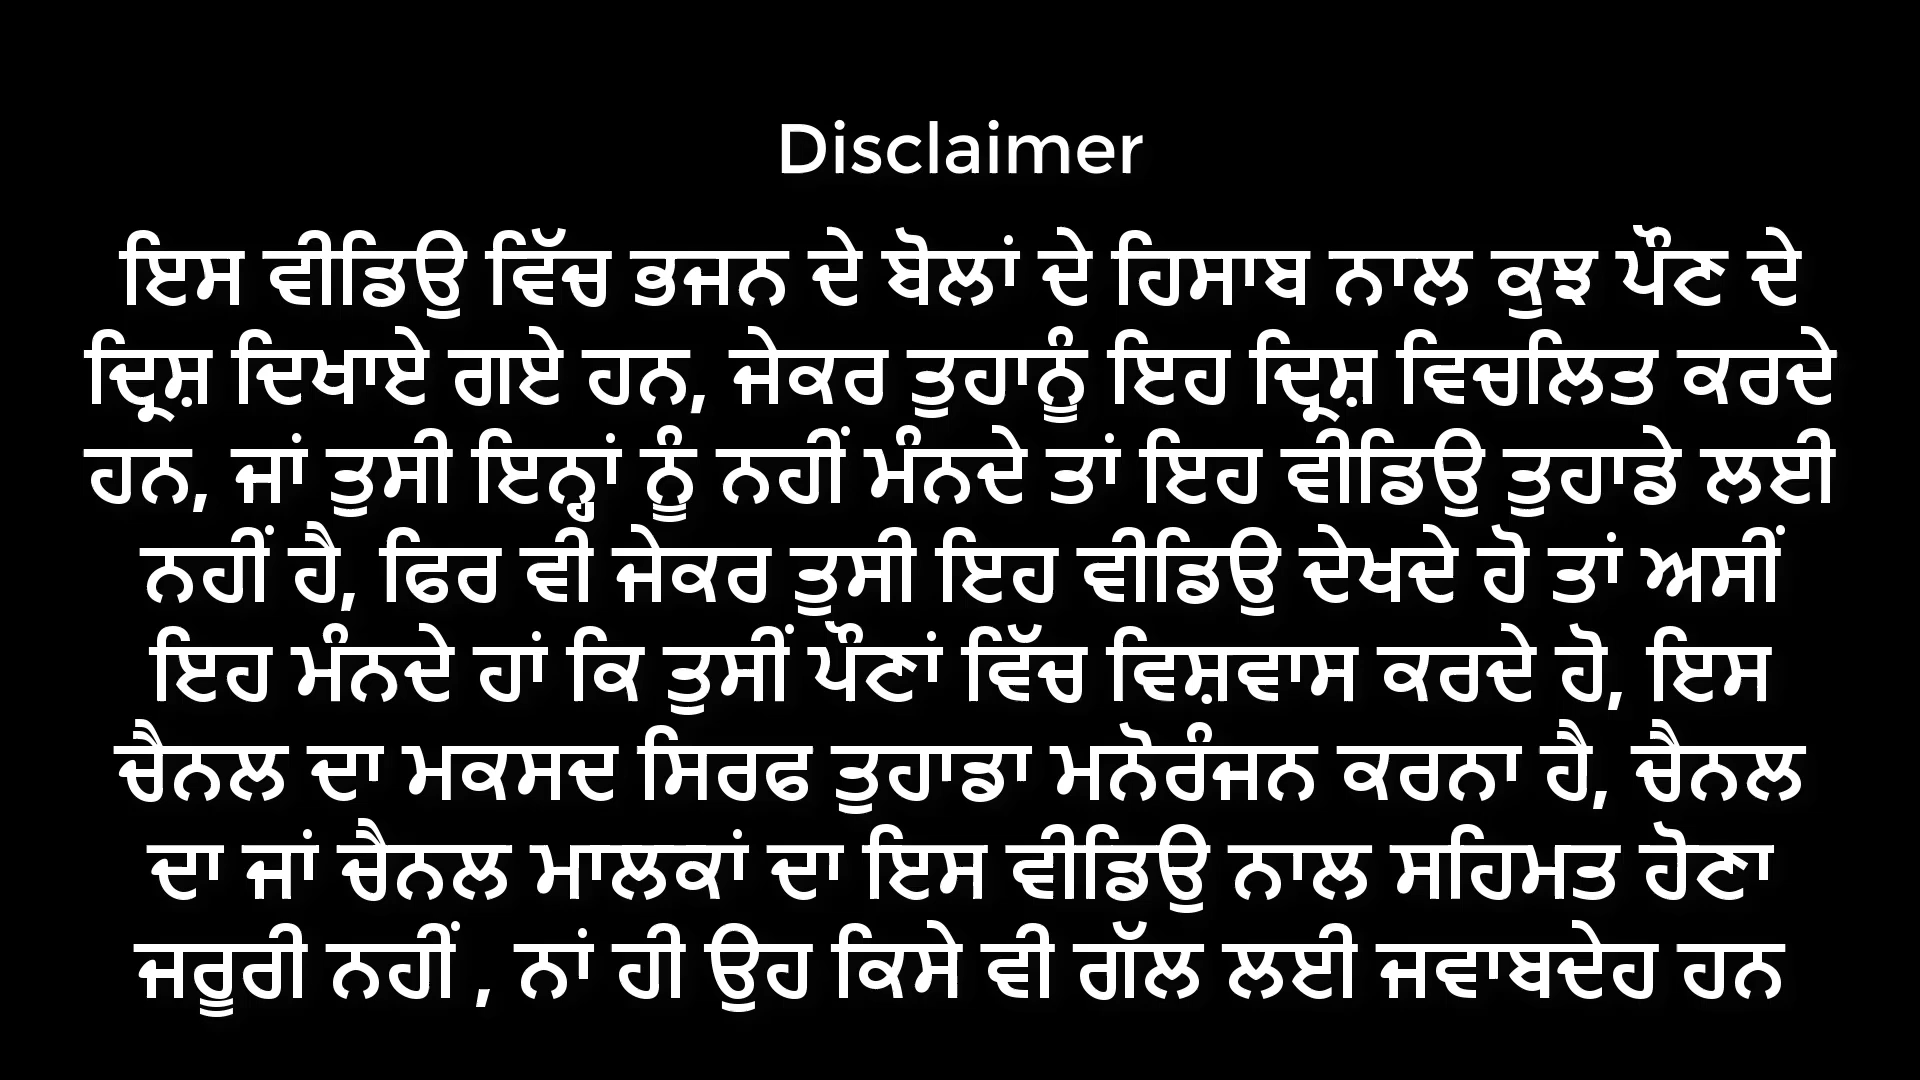 Disclaimer
ਇਸ ਵੀਡਿਉ ਵਿੱਚ ਭਜਨ ਦੇ ਬੋਲਾਂ ਦੇ ਹਿਸਾਬ ਨਾਲ ਕੁਝ ਪੌਣ ਦੇ
ਦ੍ਰਿਸ਼ ਦਿਖਾਏ ਗਏ ਹਨ, ਜੇਕਰ ਤੁਹਾਨੂੰ ਇਹ ਦ੍ਰਿਸ਼ ਵਿਚਲਿਤ ਕਰਦੇ
ਹਨ, ਜਾਂ ਤੁਸੀ ਇਨ੍ਹਾਂ ਨੂੰ ਨਹੀਂ ਮੰਨਦੇ ਤਾਂ ਇਹ ਵੀਡਿਉ ਤੁਹਾਡੇ ਲਈ
ਨਹੀਂ ਹੈ, ਫਿਰ ਵੀ ਜੇਕਰ ਤੁਸੀ ਇਹ ਵੀਡਿਉ ਦੇਖਦੇ ਹੋ ਤਾਂ ਅਸੀਂ
ਇਹ ਮੰਨਦੇ ਹਾਂ ਕਿ ਤੁਸੀਂ ਪੌਣਾਂ ਵਿੱਚ ਵਿਸ਼ਵਾਸ ਕਰਦੇ ਹੋ, ਇਸ
ਚੈਨਲ ਦਾ ਮਕਸਦ ਸਿਰਫ ਤੁਹਾਡਾ ਮਨੋਰੰਜਨ ਕਰਨਾ ਹੈ, ਚੈਨਲ
ਦਾ ਜਾਂ ਚੈਨਲ ਮਾਲਕਾਂ ਦਾ ਇਸ ਵੀਡਿਉ ਨਾਲ ਸਹਿਮਤ ਹੋਣਾ
ਜਰੂਰੀ ਨਹੀਂ , ਨਾਂ ਹੀ ਉਹ ਕਿਸੇ ਵੀ ਗੱਲ ਲਈ ਜਵਾਬਦੇਹ ਹਨ